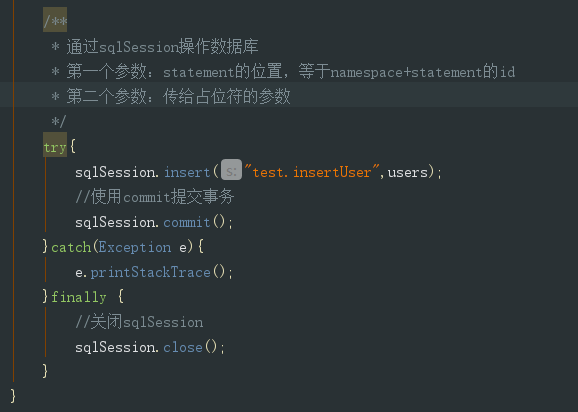 /**
 * 通过sqlSession操作数据库
 * 第一个参数：statement的位置，等于namespace+statement的id
 * 第二个参数：传给占位符的参数
 */
try{
    sqlSession.insert( s: "test.insertUser",users);
    //使用commit提交事务
    sqlSession.commit();
}catch(Exception e){
    e.printStackTrace();
}finally {
    //关闭sqlSession
    sqlSession.close();
}
}